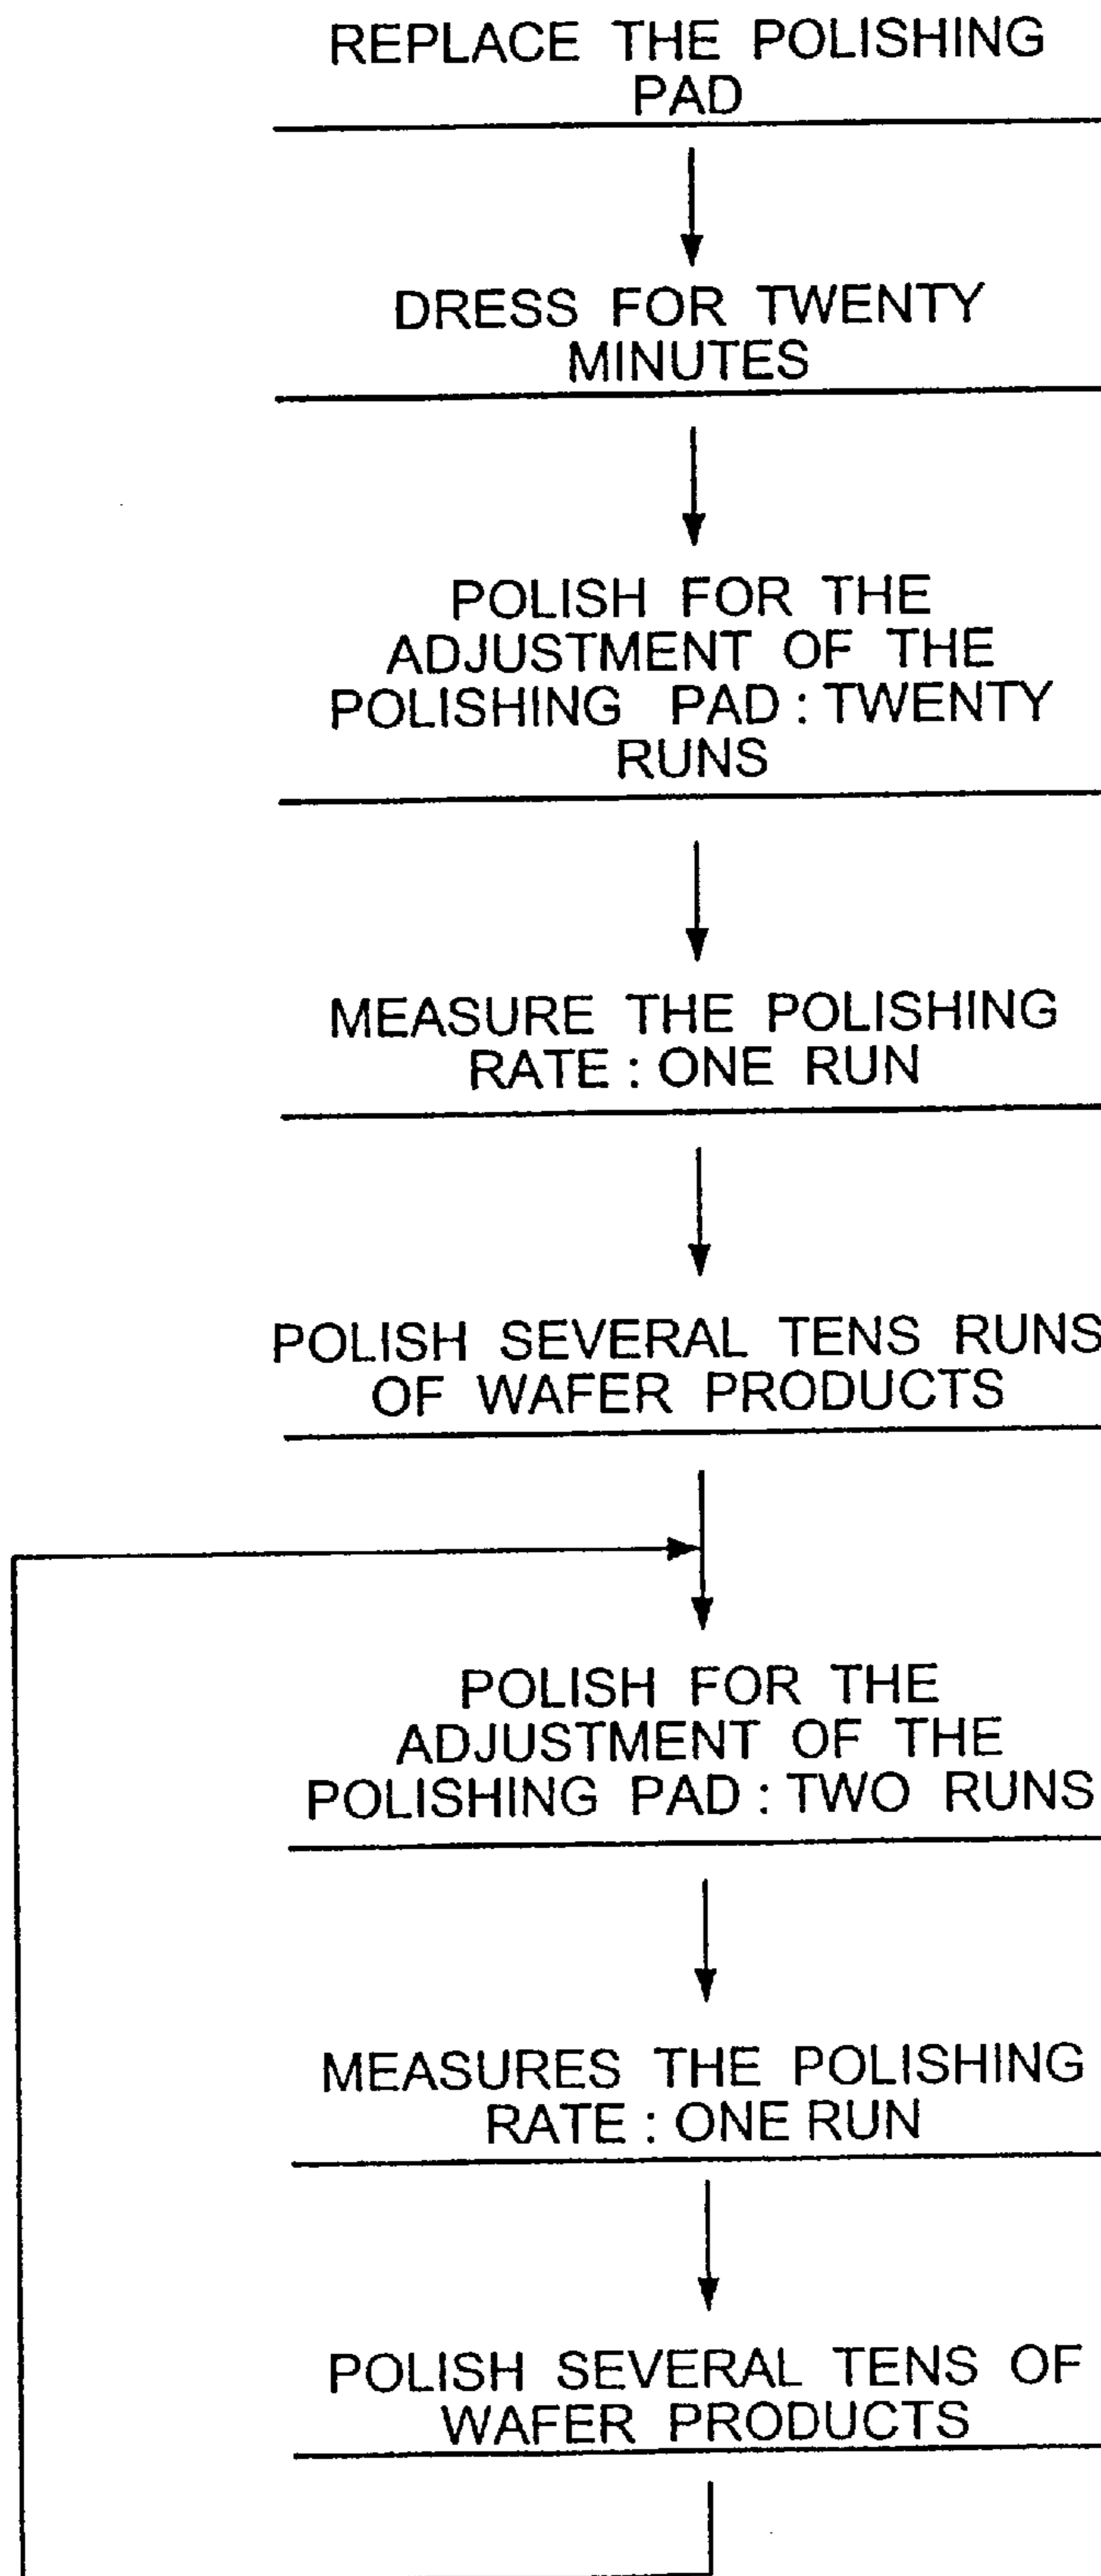 REPLACE THE POLISHING
PAD
DRESS FOR TWENTY
MINUTES
POLISH FOR THE
ADJUSTMENT OF THE
POLISHING PAD : TWENTY
RUNS
MEASURE THE POLISHING
RATE : ONE RUN
POLISH SEVERAL TENS RUNS
OF WAFER PRODUCTS
POLISH FOR THE
ADJUSTMENT OF THE
POLISHING PAD : TWO RUNS
MEASURES THE POLISHING
RATE : ONE RUN
POLISH SEVERAL TENS OF
WAFER PRODUCTS